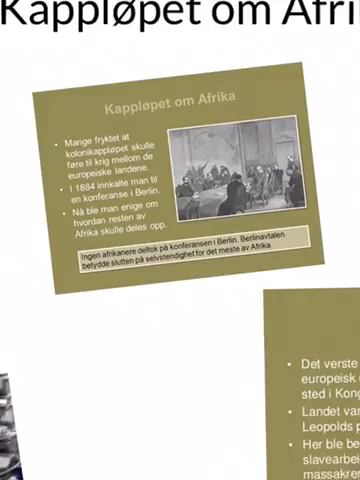 Kappløpet om Afri
Kappløpet om Afrika
• Mange fryktet at
kolonikappløpet skulle
føre til krig mellom de
europeiske landene.
• I 1884 innkalte man til
en konferanse i Berlin.
• Nå ble man enige om
hvordan resten av
Afrika skulle deles opp.
Ingen afrikanere deltok på konferansen i Berlin. Berlinavtalen
betydde slutten på selvstendighet for det meste av Afrika.
• Det verste
europeisk
sted i Kong
• Landet var
Leopolds p
• Her ble be
slavearbei
massakrer